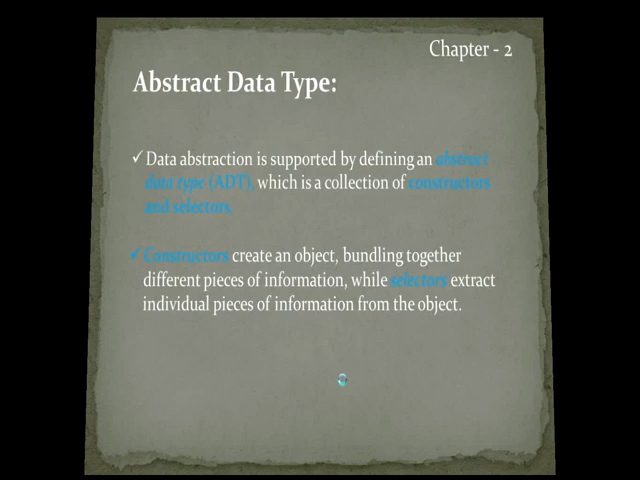 Chapter - 2
Abstract Data Type:
✓Data abstraction is supported by defining an abstract
data type (ADT), which is a collection of constructors
and selectors.
✓Constructors create an object, bundling together
different pieces of information, while selectors extract
individual pieces of information from the object.